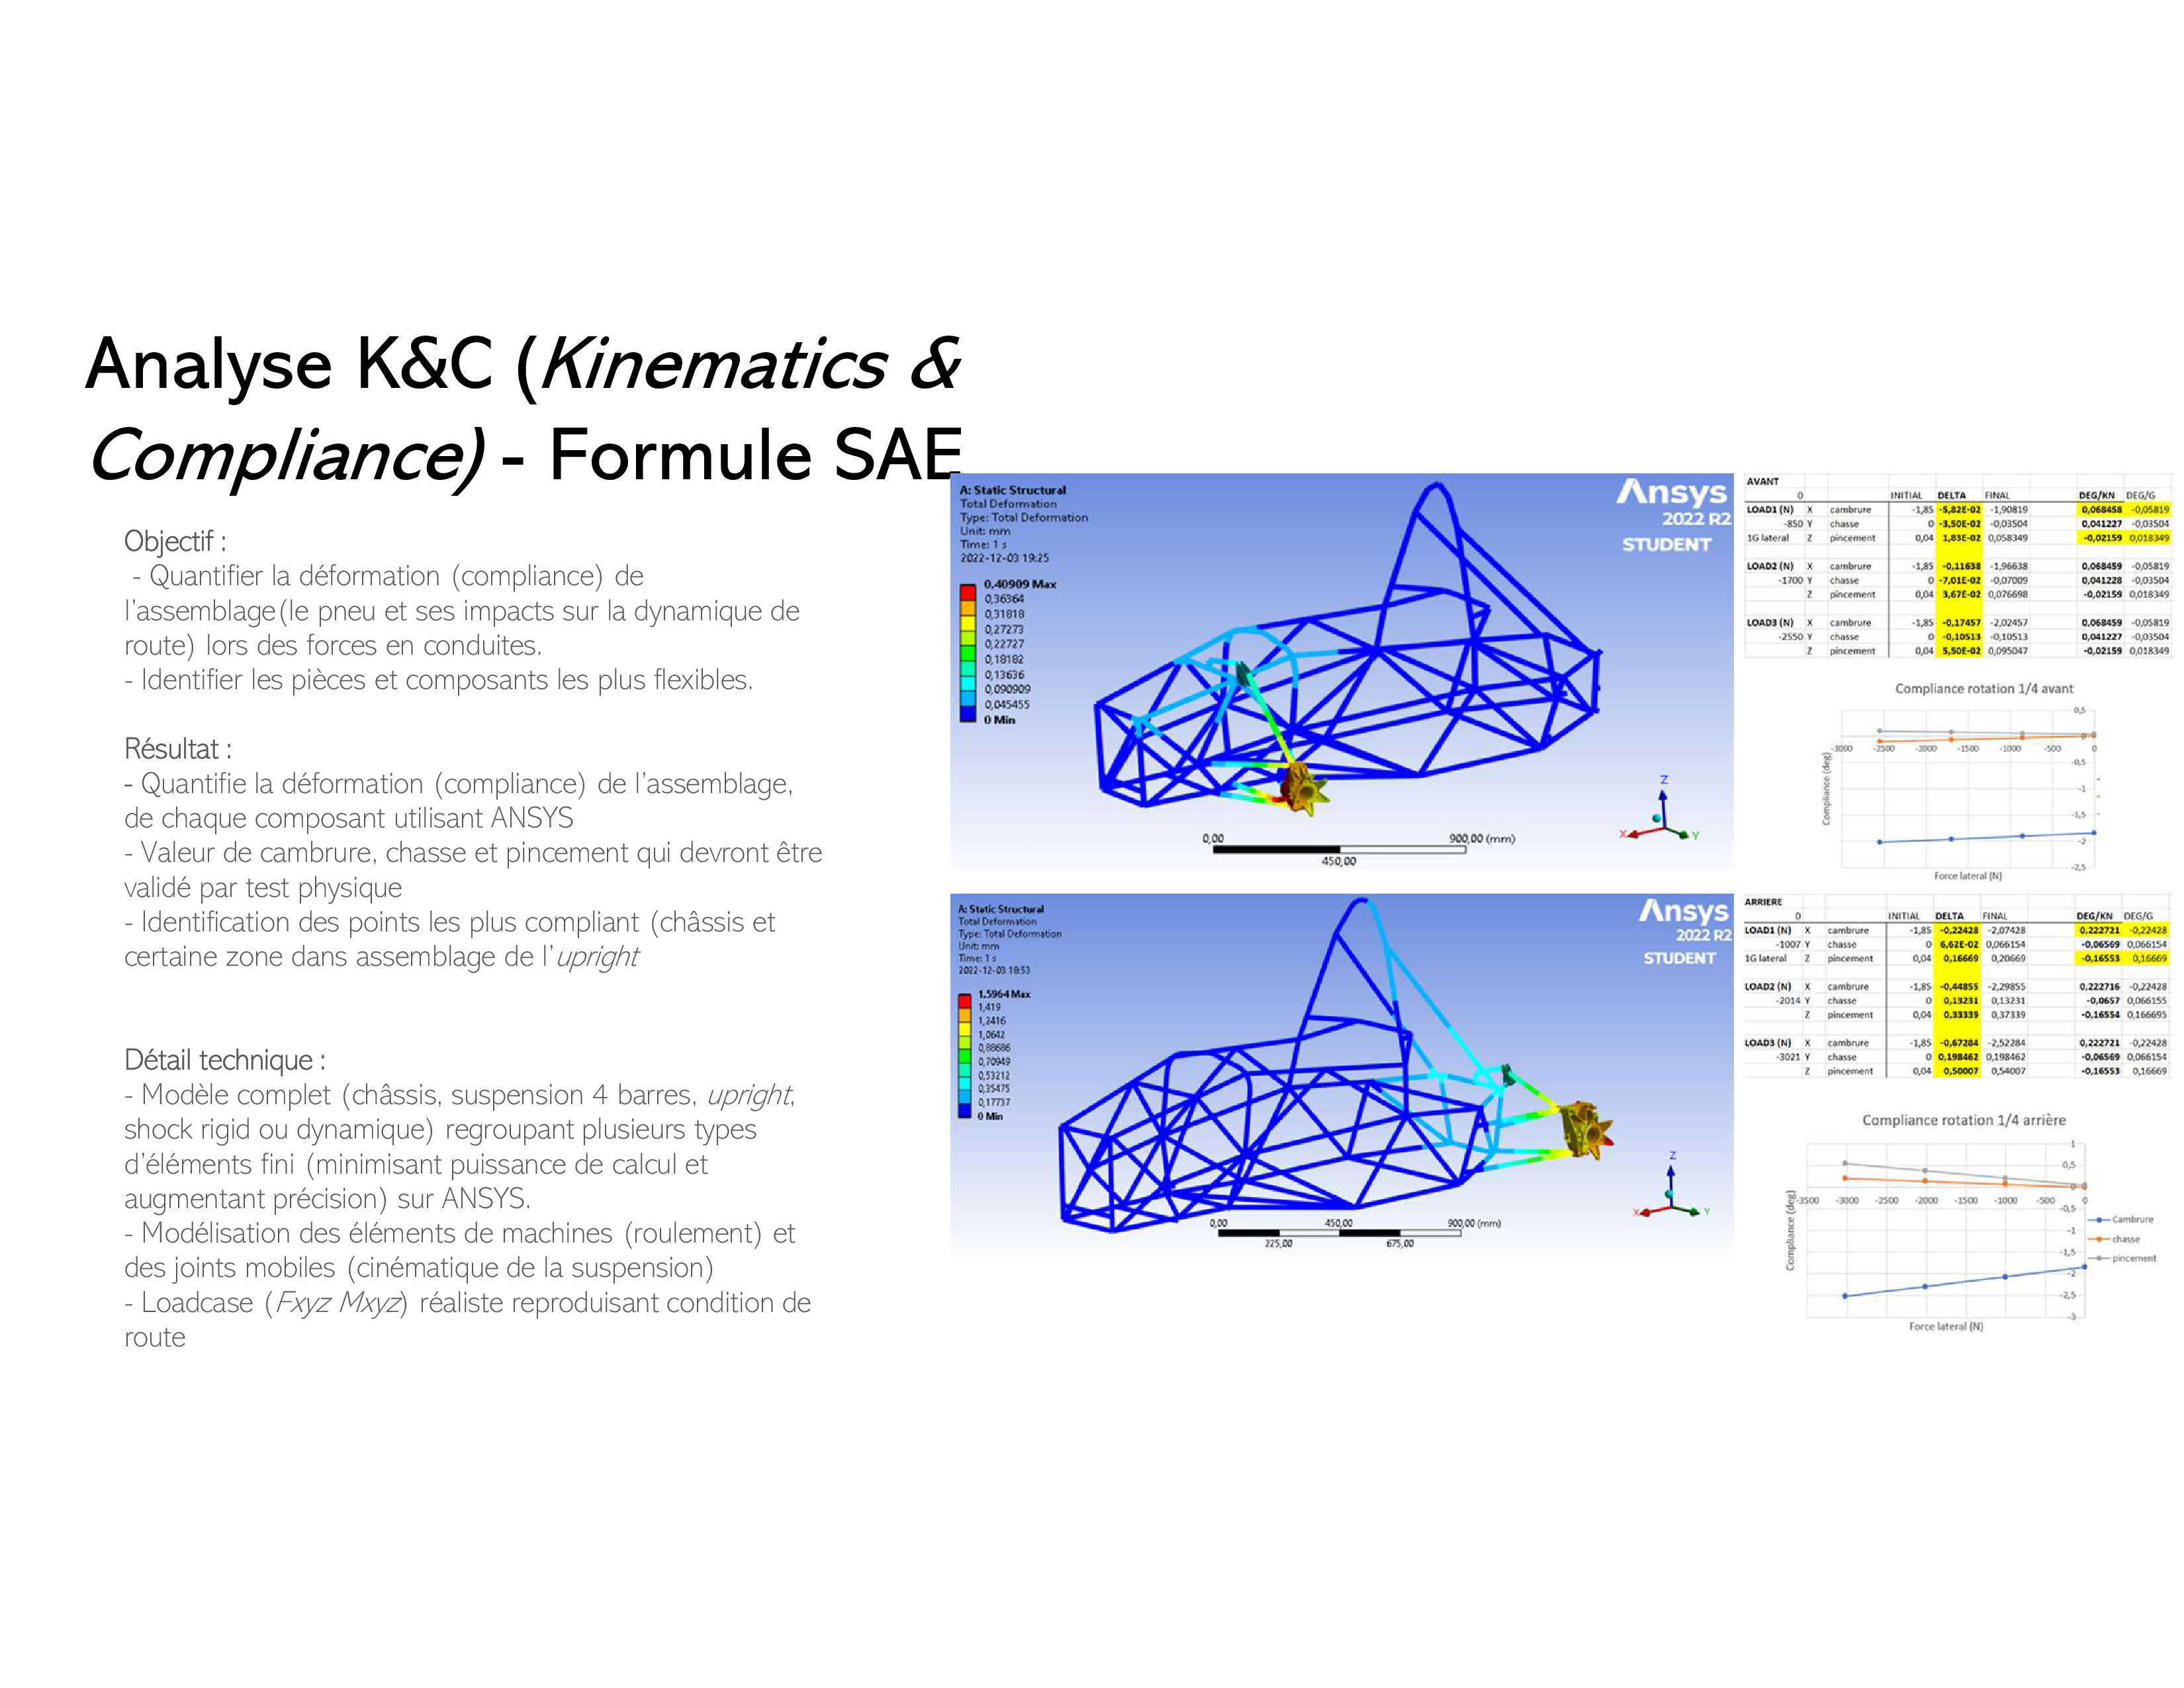 Analyse K&C (Kinematics &
Compliance) - Formule SAE
Objectif :
- Quantifier la déformation (compliance) de
l'assemblage(le pneu et ses impacts sur la dynamique de
route) lors des forces en conduites.
- Identifier les pièces et composants les plus flexibles.
Résultat :
- Quantifie la déformation (compliance) de l'assemblage,
de chaque composant utilisant ANSYS
- Valeur de cambrure, chasse et pincement qui devront être
validé par test physique
- Identification des points les plus compliant (châssis et
certaine zone dans assemblage de l'upright
Détail technique :
- Modèle complet (châssis, suspension 4 barres, upright,
shock rigid ou dynamique) regroupant plusieurs types
d'éléments fini (minimisant puissance de calcul et
augmentant précision) sur ANSYS.
- Modélisation des éléments de machines (roulement) et
des joints mobiles (cinématique de la suspension)
- Loadcase (Fxyz Mxyz) réaliste reproduisant condition de
route
A: Static Structural
Total Deformation
Type: Total Deformation
Unit: mm
Time: 1 s
2022-12-03 19:25
0,40909 Max
0,36364
0,31818
0,27273
0,22727
0,18182
0,13636
0,090909
0,045455
0 Min
Ansys
2022 R2
STUDENT
Z
X
Y
0,00
900,00 (mm)
450,00
AVANT
0 INITIAL DELTA FINAL DEG/KN DEG/G
LOAD1 (N) X cambrure -1,85 -5,82E-02 -1,90819 0,068458 -0,05819
-850 Y chasse 0 -3,50E-02 -0,03504 0,041227 -0,03504
1G lateral Z pincement 0,04 1,83E-02 0,058349 -0,02159 0,018349
LOAD2 (N) X cambrure -1,85 -0,11638 -1,96638 0,068459 -0,05819
-1700 Y chasse 0 -7,01E-02 -0,07009 0,041228 -0,03504
Z pincement 0,04 3,67E-02 0,076698 -0,02159 0,018349
LOAD3 (N) X cambrure -1,85 -0,17457 -2,02457 0,068459 -0,05819
-2550 Y chasse 0 -0,10513 -0,10513 0,041227 -0,03504
Z pincement 0,04 5,50E-02 0,095047 -0,02159 0,018349
Compliance rotation 1/4 avant
0,5
0
-0,5
-1
-1,5
-2
-2,5
-3000 -2500 -2000 -1500 -1000 -500 0
Compliance (deg)
Force lateral (N)
A: Static Structural
Total Deformation
Type: Total Deformation
Unit: mm
Time: 1 s
2022-12-03 18:53
1,5964 Max
1,419
1,2416
1,0642
0,88686
0,70949
0,53212
0,35475
0,17737
0 Min
Ansys
2022 R2
STUDENT
Z
X
Y
0,00 450,00 900,00 (mm)
225,00 675,00
ARRIERE
0 INITIAL DELTA FINAL DEG/KN DEG/G
LOAD1 (N) X cambrure -1,85 -0,22428 -2,07428 0,222721 -0,22428
-1007 Y chasse 0 6,62E-02 0,066154 -0,06569 0,066154
1G lateral Z pincement 0,04 0,16669 0,20669 -0,16553 0,16669
LOAD2 (N) X cambrure -1,85 -0,44855 -2,29855 0,222716 -0,22428
-2014 Y chasse 0 0,13231 0,13231 -0,0657 0,066155
Z pincement 0,04 0,33339 0,37339 -0,16554 0,166695
LOAD3 (N) X cambrure -1,85 -0,67284 -2,52284 0,222721 -0,22428
-3021 Y chasse 0 0,198462 0,198462 -0,06569 0,066154
Z pincement 0,04 0,50007 0,54007 -0,16553 0,16669
Compliance rotation 1/4 arrière
1
0,5
0
-0,5
-1
-1,5
-2
-2,5
-3
-3500 -3000 -2500 -2000 -1500 -1000 -500 0
Compliance (deg)
Force lateral (N)
Cambrure
chasse
pincement